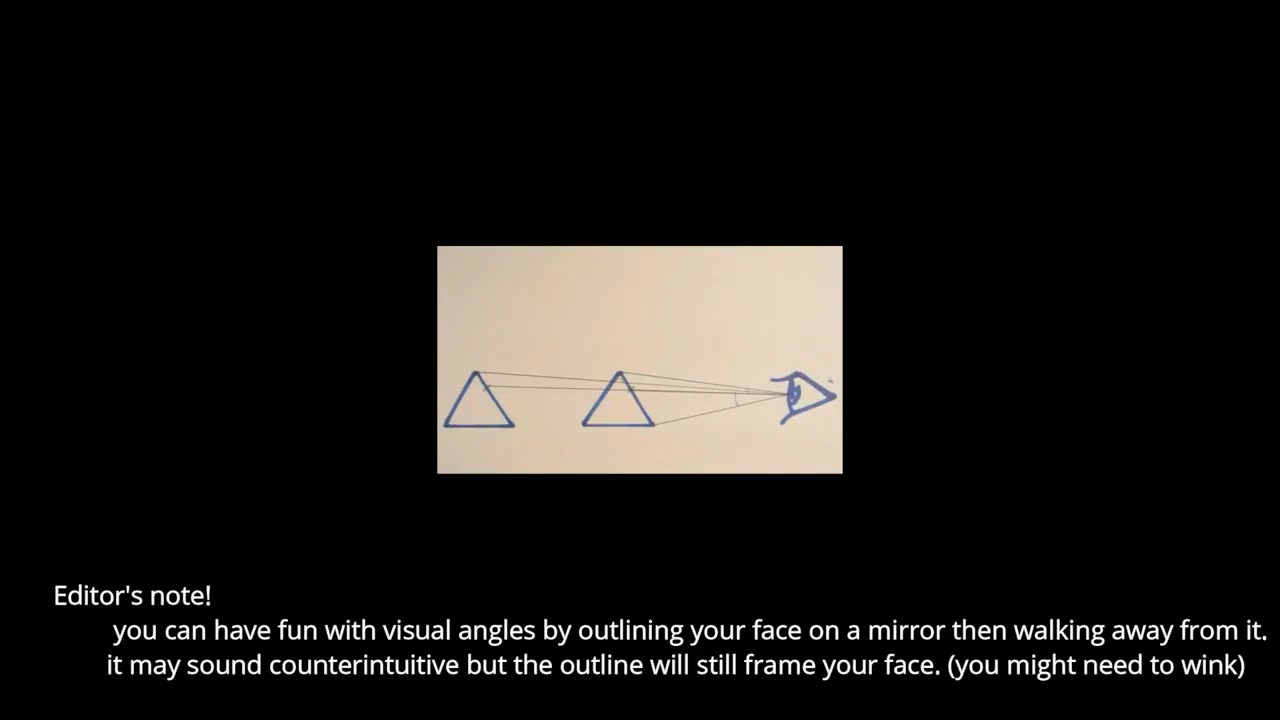 Editor's note!
you can have fun with visual angles by outlining your face on a mirror then walking away from it.
it may sound counterintuitive but the outline will still frame your face. (you might need to wink)